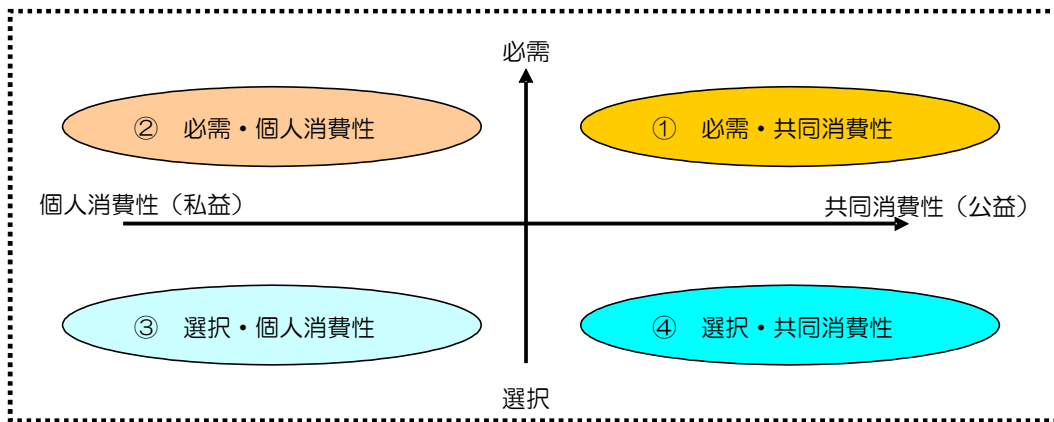 必需
② 必需・個人消費性
① 必需・共同消費性
個人消費性（私益）
共同消費性（公益）
③ 選択・個人消費性
④ 選択・共同消費性
選択